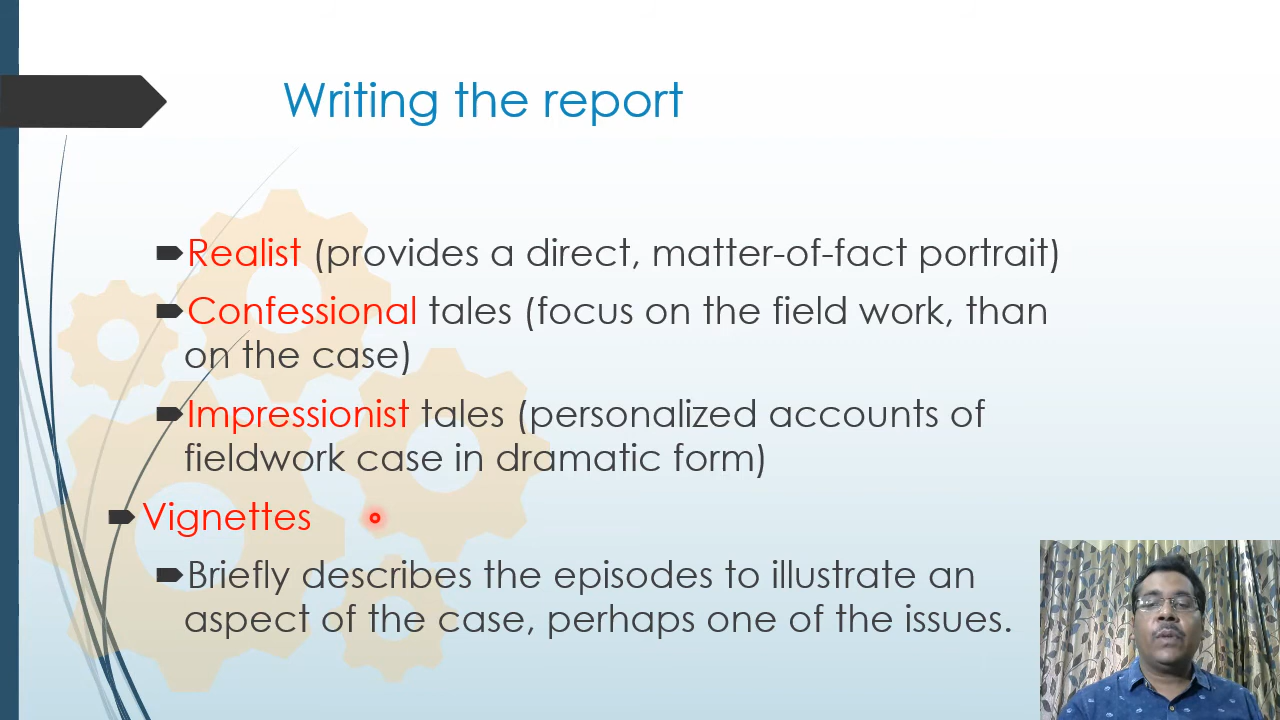 Writing the report
Realist (provides a direct, matter-of-fact portrait)
Confessional tales (focus on the field work, than
on the case)
Impressionist tales (personalized accounts of
fieldwork case in dramatic form)
Vignettes
Briefly describes the episodes to illustrate an
aspect of the case, perhaps one of the issues.